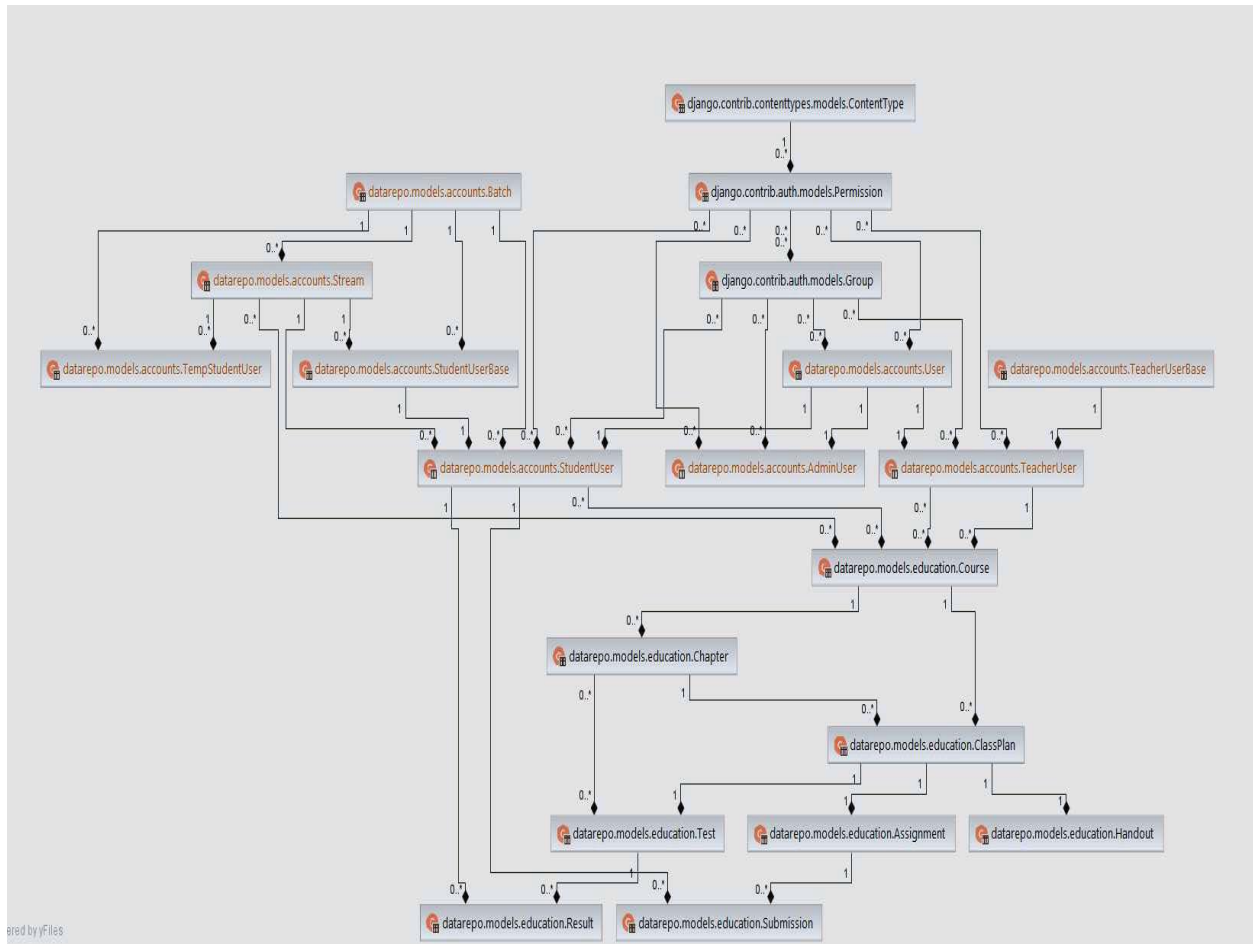 django.contrib.contenttypes.models.ContentType
1
0..*
datarepo.models.accounts.Batch
django.contrib.auth.models.Permission
1 1 1 1
0..* 0..* 0..* 0..* 0..*
0..* 0..*
datarepo.models.accounts.Stream
django.contrib.auth.models.Group
1 0..* 1 1
0..* 0..* 0..* 0..*
0..* 0..* 0..* 0..* 0..* 0..*
datarepo.models.accounts.TempStudentUser
datarepo.models.accounts.StudentUserBase
datarepo.models.accounts.User
datarepo.models.accounts.TeacherUserBase
1 1 1 1 1
0..* 1 0..* 0..* 0..* 1 0..* 0..* 1 1 0..* 0..* 1
datarepo.models.accounts.StudentUser
datarepo.models.accounts.AdminUser
datarepo.models.accounts.TeacherUser
1 1 0..* 0..* 1
0..* 0..* 0..* 0..*
datarepo.models.education.Course
1 1
0..*
datarepo.models.education.Chapter
0..* 1
0..* 0..*
datarepo.models.education.ClassPlan
1 1 1
0..* 1 1 1
datarepo.models.education.Test
datarepo.models.education.Assignment
datarepo.models.education.Handout
1 1
0..* 0..* 0..* 0..*
datarepo.models.education.Result
datarepo.models.education.Submission
ered by yFiles